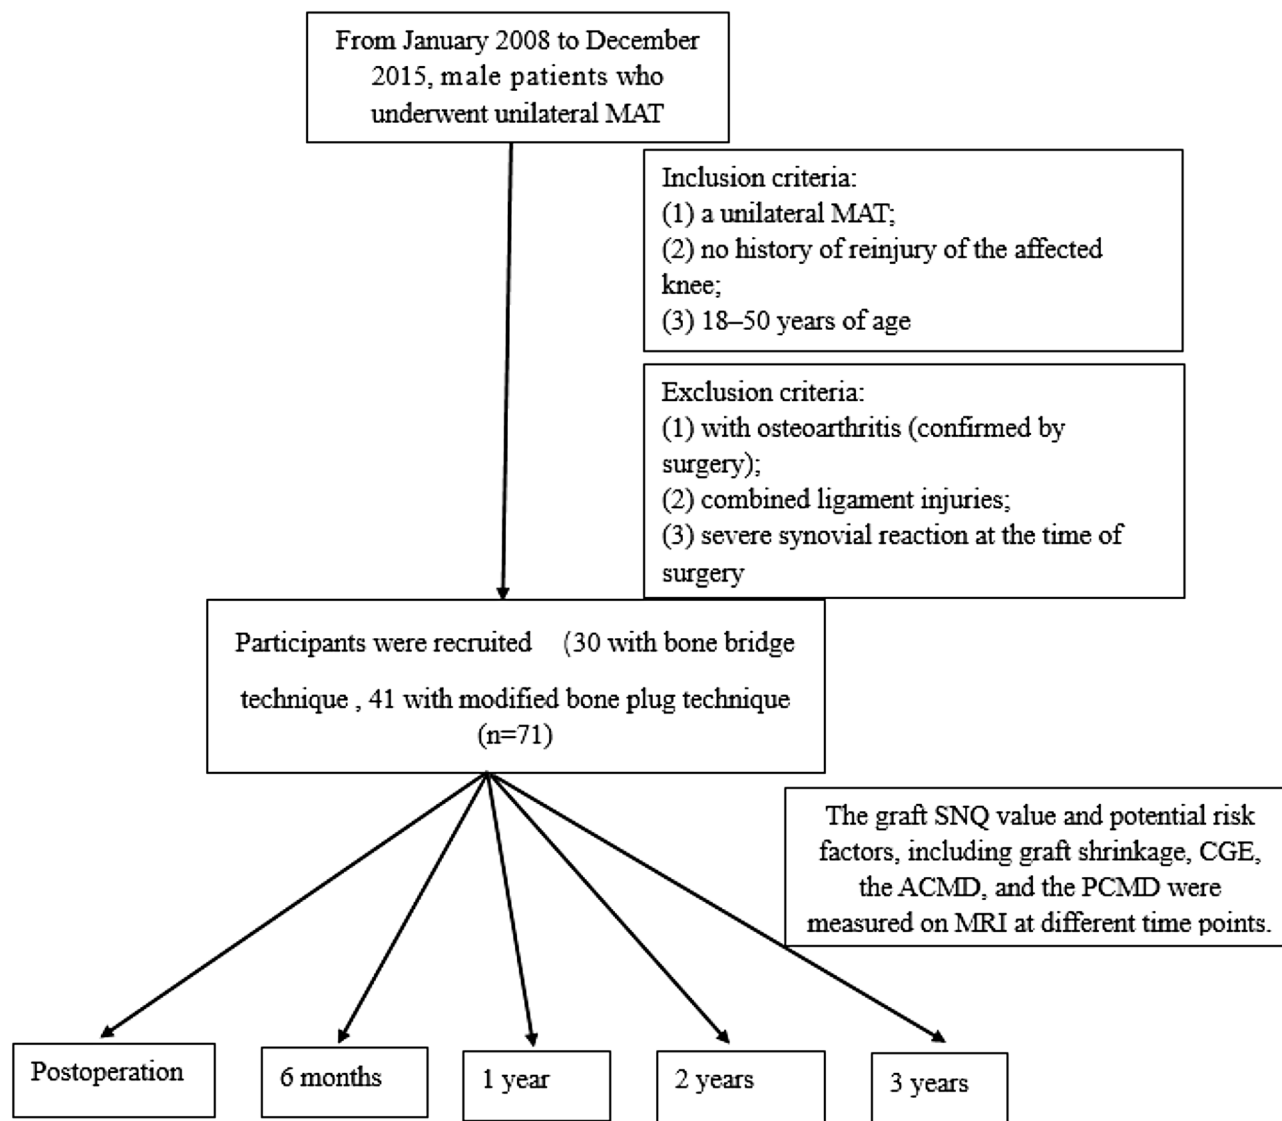 From January 2008 to December
2015, male patients who
underwent unilateral MAT
Inclusion criteria:
(1) a unilateral MAT;
(2) no history of reinjury of the affected
knee;
(3) 18–50 years of age
Exclusion criteria:
(1) with osteoarthritis (confirmed by
surgery);
(2) combined ligament injuries;
(3) severe synovial reaction at the time of
surgery
Participants were recruited (30 with bone bridge
technique , 41 with modified bone plug technique
(n=71)
The graft SNQ value and potential risk
factors, including graft shrinkage, CGE,
the ACMD, and the PCMD were
measured on MRI at different time points.
Postoperation
6 months
1 year
2 years
3 years